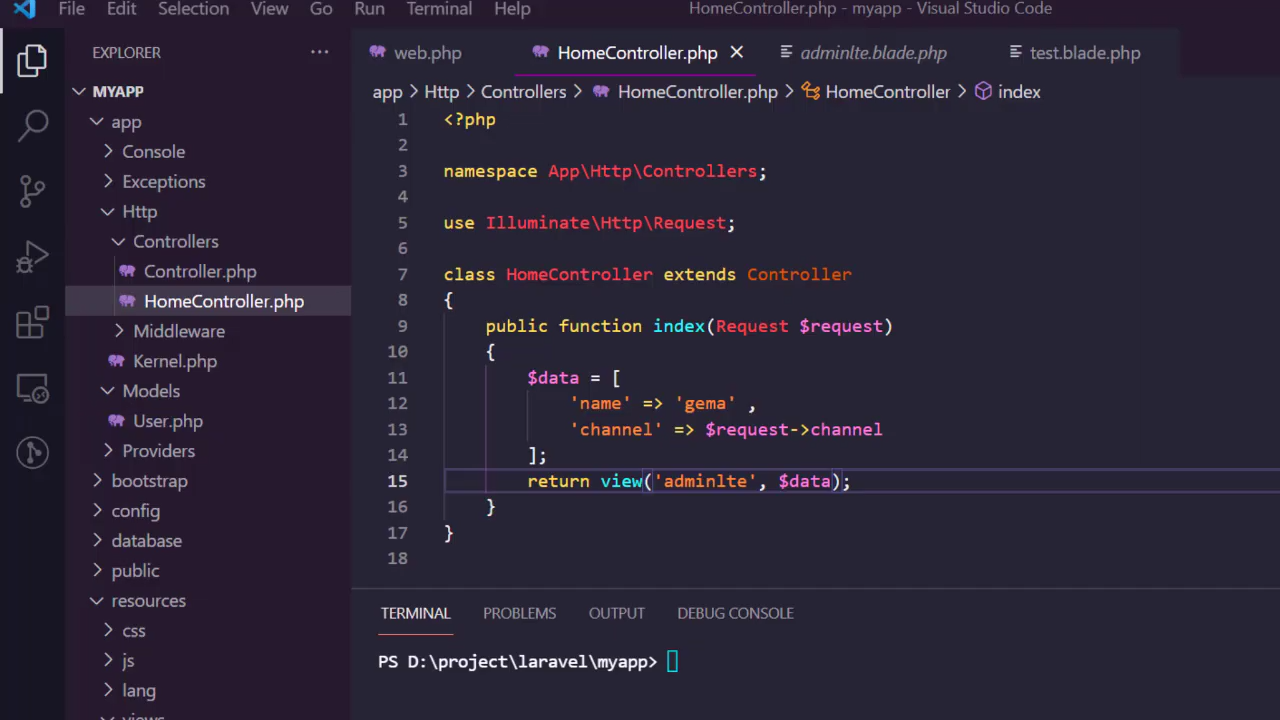 File Edit Selection View Go Run Terminal Help HomeController.php - myapp - Visual Studio Code
EXPLORER ···
MYAPP
app
Console
Exceptions
Http
Controllers
Controller.php
HomeController.php
Middleware
Kernel.php
Models
User.php
Providers
bootstrap
config
database
public
resources
css
js
lang
views
web.php HomeController.php adminlte.blade.php test.blade.php
app > Http > Controllers > HomeController.php > HomeController > index
1 <?php
2
3 namespace App\Http\Controllers;
4
5 use Illuminate\Http\Request;
6
7 class HomeController extends Controller
8 {
9 public function index(Request $request)
10 {
11 $data = [
12 'name' => 'gema' ,
13 'channel' => $request->channel
14 ];
15 return view('adminlte', $data);
16 }
17 }
18
TERMINAL PROBLEMS OUTPUT DEBUG CONSOLE
PS D:\project\laravel\myapp>